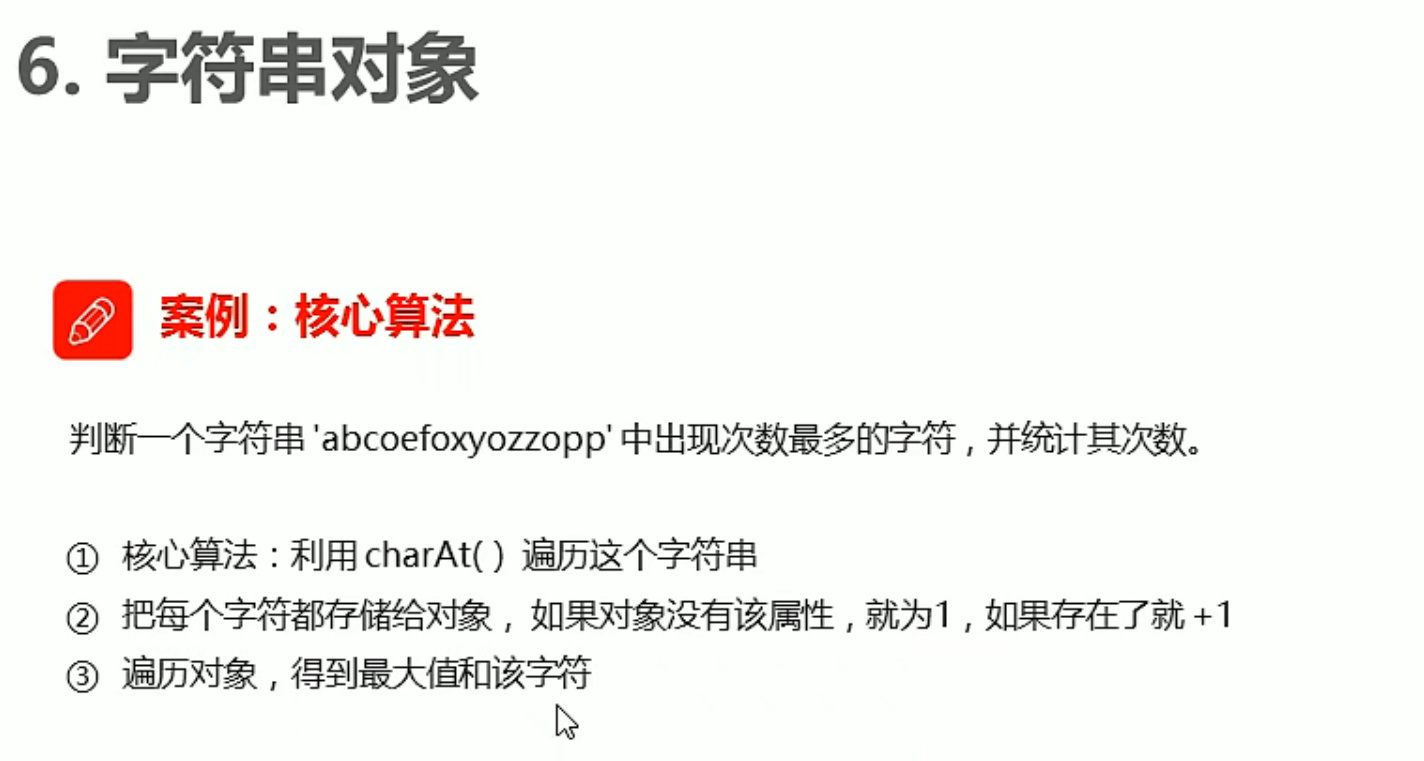 6. 字符串对象
案例：核心算法
判断一个字符串 'abcoefoxyozzopp' 中出现次数最多的字符，并统计其次数。
① 核心算法：利用 charAt( ) 遍历这个字符串
② 把每个字符都存储给对象， 如果对象没有该属性，就为1，如果存在了就 +1
③ 遍历对象，得到最大值和该字符